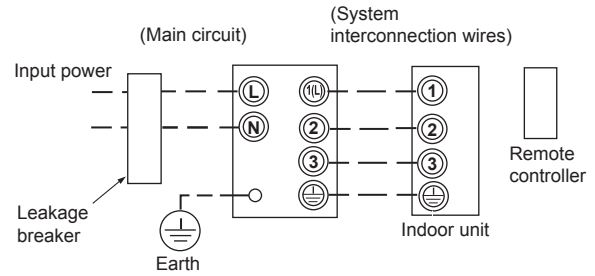 (Main circuit)
(System
interconnection wires)
Input power
L
1(L)
1
N
2
2
3
3
Remote
controller
Leakage
breaker
Indoor unit
Earth